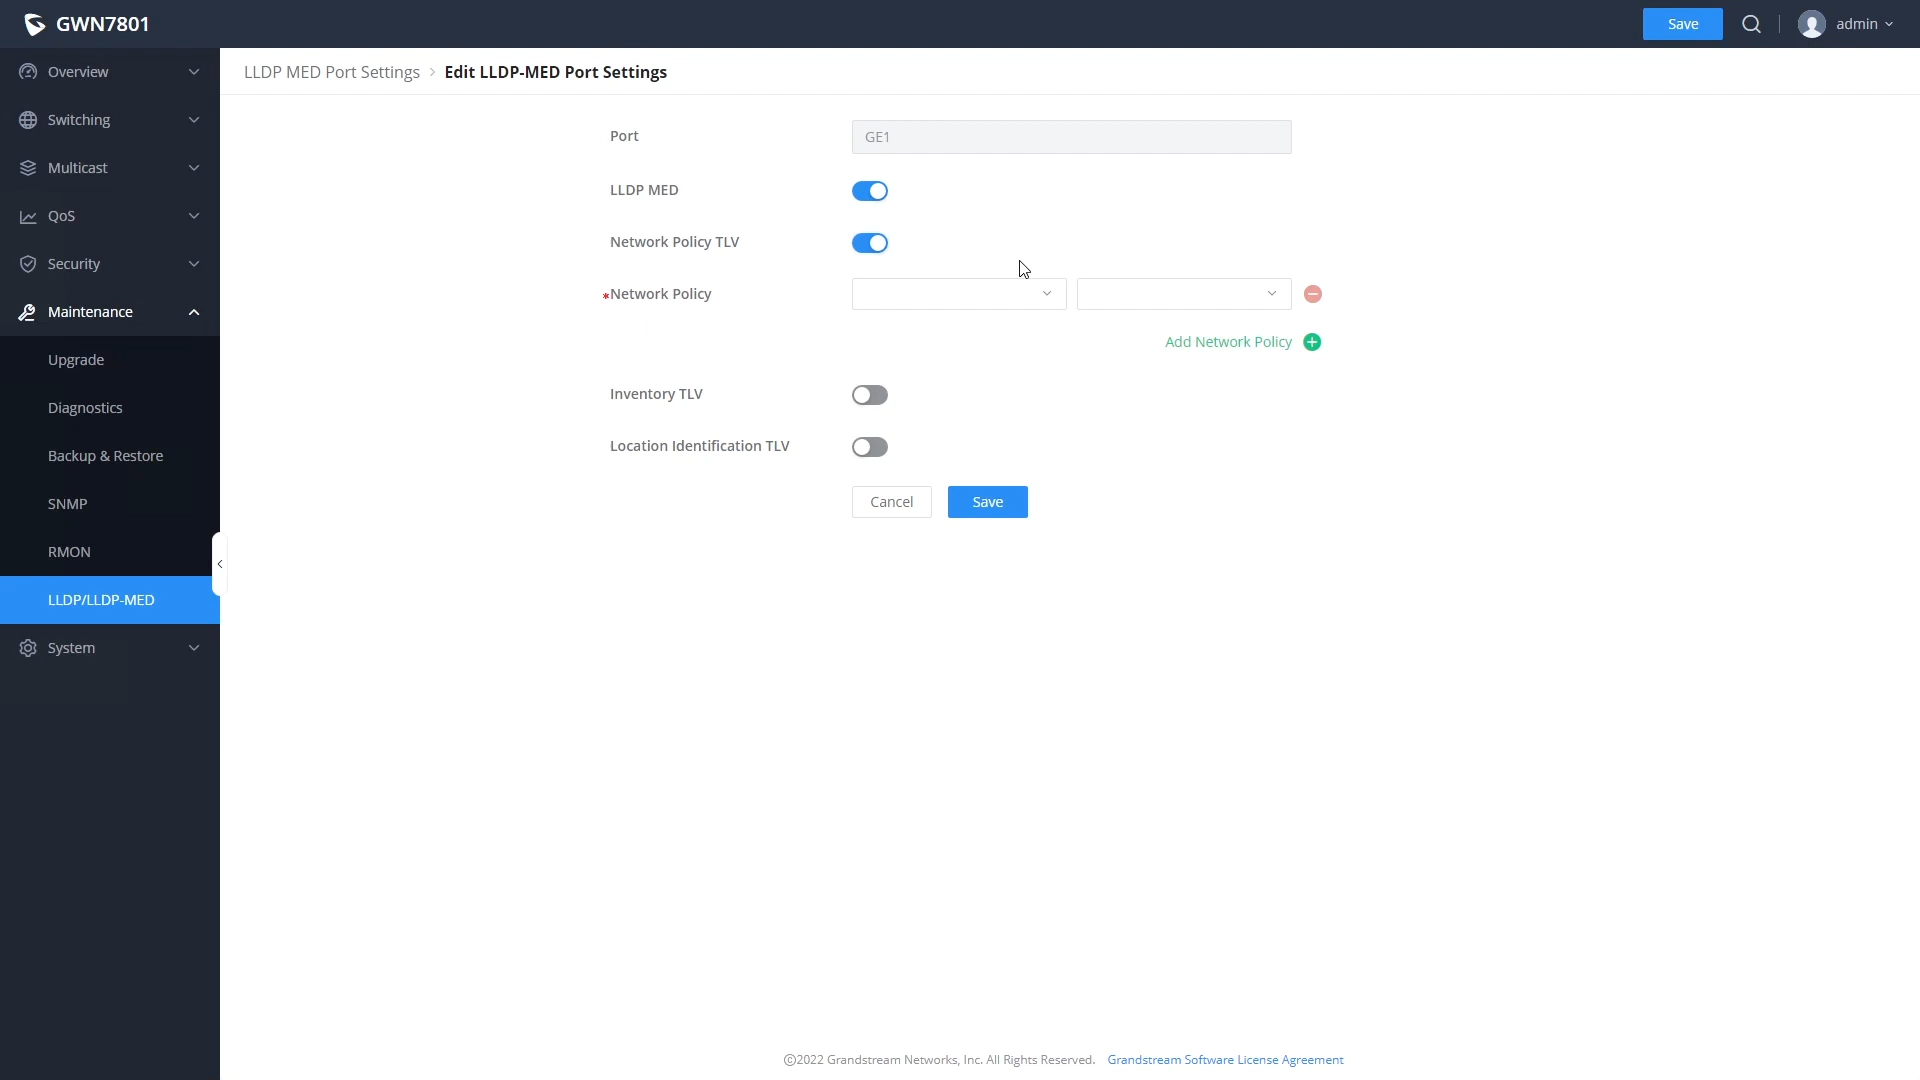 GWN7801
Save
admin
Overview
Switching
Multicast
QoS
Security
Maintenance
Upgrade
Diagnostics
Backup & Restore
SNMP
RMON
LLDP/LLDP-MED
System
LLDP MED Port Settings > Edit LLDP-MED Port Settings
Port
GE1
LLDP MED
Network Policy TLV
*Network Policy
Add Network Policy
Inventory TLV
Location Identification TLV
Cancel
Save
©2022 Grandstream Networks, Inc. All Rights Reserved. Grandstream Software License Agreement